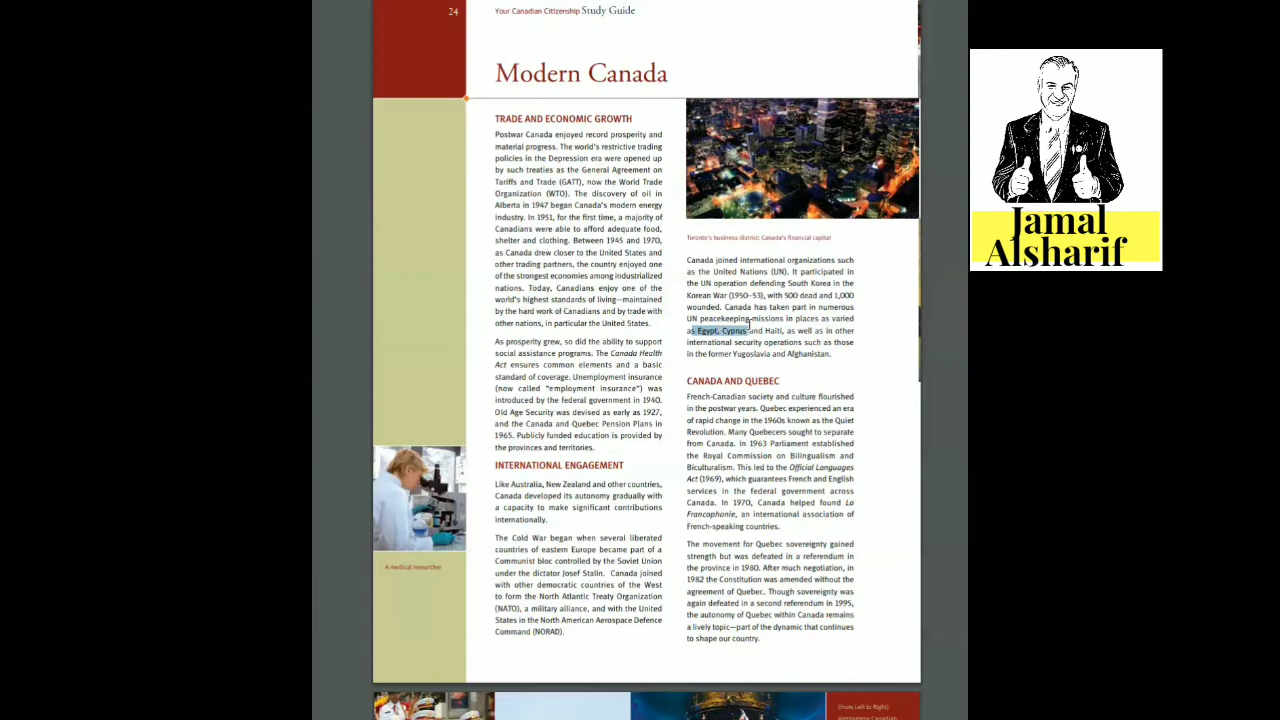 24
Your Canadian Citizenship Study Guide
Modern Canada
TRADE AND ECONOMIC GROWTH
Postwar Canada enjoyed record prosperity and
material progress. The world's restrictive trading
policies in the Depression era were opened up
by such treaties as the General Agreement on
Tariffs and Trade (GATT), now the World Trade
Organization (WTO). The discovery of oil in
Alberta in 1947 began Canada's modern energy
industry. In 1951, for the first time, a majority of
Canadians were able to afford adequate food,
shelter and clothing. Between 1945 and 1970,
as Canada drew closer to the United States and
other trading partners, the country enjoyed one
of the strongest economies among industrialized
nations. Today, Canadians enjoy one of the
world's highest standards of living—maintained
by the hard work of Canadians and by trade with
other nations, in particular the United States.
As prosperity grew, so did the ability to support
social assistance programs. The Canada Health
Act ensures common elements and a basic
standard of coverage. Unemployment insurance
(now called "employment insurance") was
introduced by the federal government in 1940.
Old Age Security was devised as early as 1927,
and the Canada and Quebec Pension Plans in
1965. Publicly funded education is provided by
the provinces and territories.
INTERNATIONAL ENGAGEMENT
Like Australia, New Zealand and other countries,
Canada developed its autonomy gradually with
a capacity to make significant contributions
internationally.
The Cold War began when several liberated
countries of eastern Europe became part of a
Communist bloc controlled by the Soviet Union
under the dictator Josef Stalin. Canada joined
with other democratic countries of the West
to form the North Atlantic Treaty Organization
(NATO), a military alliance, and with the United
States in the North American Aerospace Defence
Command (NORAD).
Toronto's business district: Canada's financial capital
Canada joined international organizations such
as the United Nations (UN). It participated in
the UN operation defending South Korea in the
Korean War (1950–53), with 500 dead and 1,000
wounded. Canada has taken part in numerous
UN peacekeeping missions in places as varied
as Egypt, Cyprus and Haiti, as well as in other
international security operations such as those
in the former Yugoslavia and Afghanistan.
CANADA AND QUEBEC
French-Canadian society and culture flourished
in the postwar years. Quebec experienced an era
of rapid change in the 1960s known as the Quiet
Revolution. Many Quebecers sought to separate
from Canada. In 1963 Parliament established
the Royal Commission on Bilingualism and
Biculturalism. This led to the Official Languages
Act (1969), which guarantees French and English
services in the federal government across
Canada. In 1970, Canada helped found La
Francophonie, an international association of
French-speaking countries.
The movement for Quebec sovereignty gained
strength but was defeated in a referendum in
the province in 1980. After much negotiation, in
1982 the Constitution was amended without the
agreement of Quebec. Though sovereignty was
again defeated in a second referendum in 1995,
the autonomy of Quebec within Canada remains
a lively topic—part of the dynamic that continues
to shape our country.
A medical researcher
(From Left to Right)
Vietnamese Canadian
Jamal
Alsharif